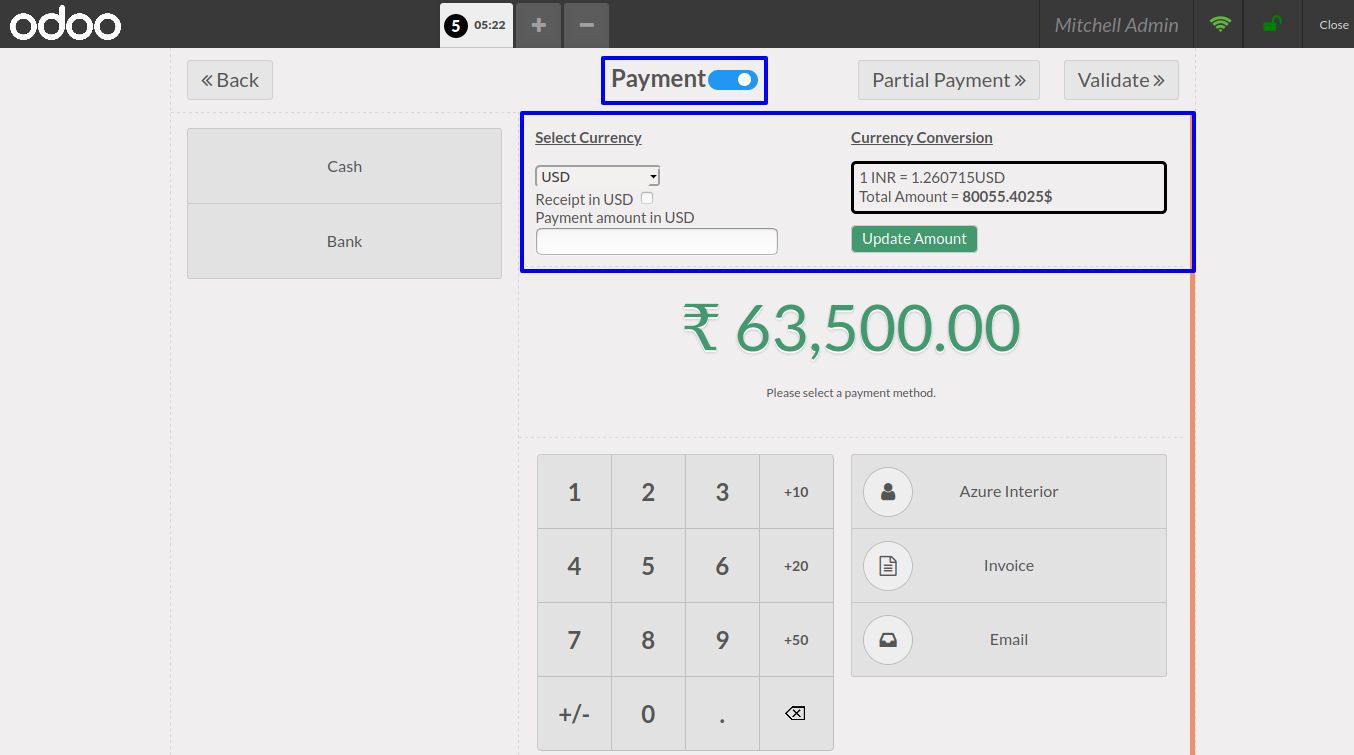 odoo
5 05:22 + −
Mitchell Admin
Close
« Back
Payment
Partial Payment »
Validate »
Cash
Bank
Select Currency
USD
Receipt in USD
Payment amount in USD
Currency Conversion
1 INR = 1.260715USD
Total Amount = 80055.4025$
Update Amount
₹ 63,500.00
Please select a payment method.
1 2 3 +10
4 5 6 +20
7 8 9 +50
+/- 0 .
Azure Interior
Invoice
Email